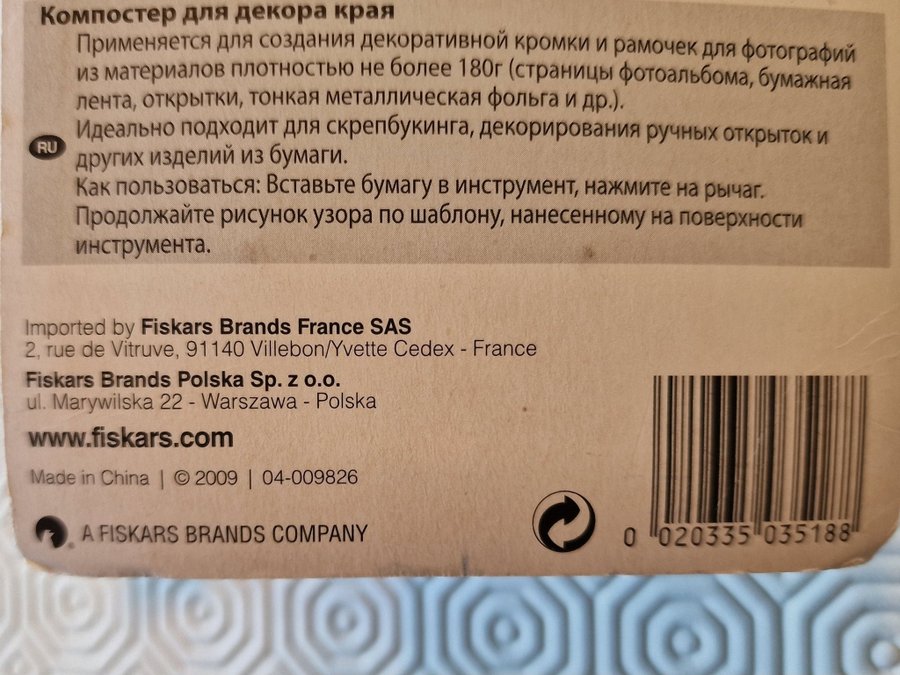 Компостер для декора края
Применяется для создания декоративной кромки и рамочек для фотографий
из материалов плотностью не более 180г (страницы фотоальбома, бумажная
лента, открытки, тонкая металлическая фольга и др.).
Идеально подходит для скрепбукинга, декорирования ручных открыток и
RU
других изделий из бумаги.
Как пользоваться: Вставьте бумагу в инструмент, нажмите на рычаг.
Продолжайте рисунок узора по шаблону, нанесенному на поверхности
инструмента.
Imported by Fiskars Brands France SAS
2, rue de Vitruve, 91140 Villebon/Yvette Cedex - France
Fiskars Brands Polska Sp. z o.o.
ul. Marywilska 22 - Warszawa - Polska
www.fiskars.com
Made in China | © 2009 | 04-009826
A FISKARS BRANDS COMPANY
0 020335 035188